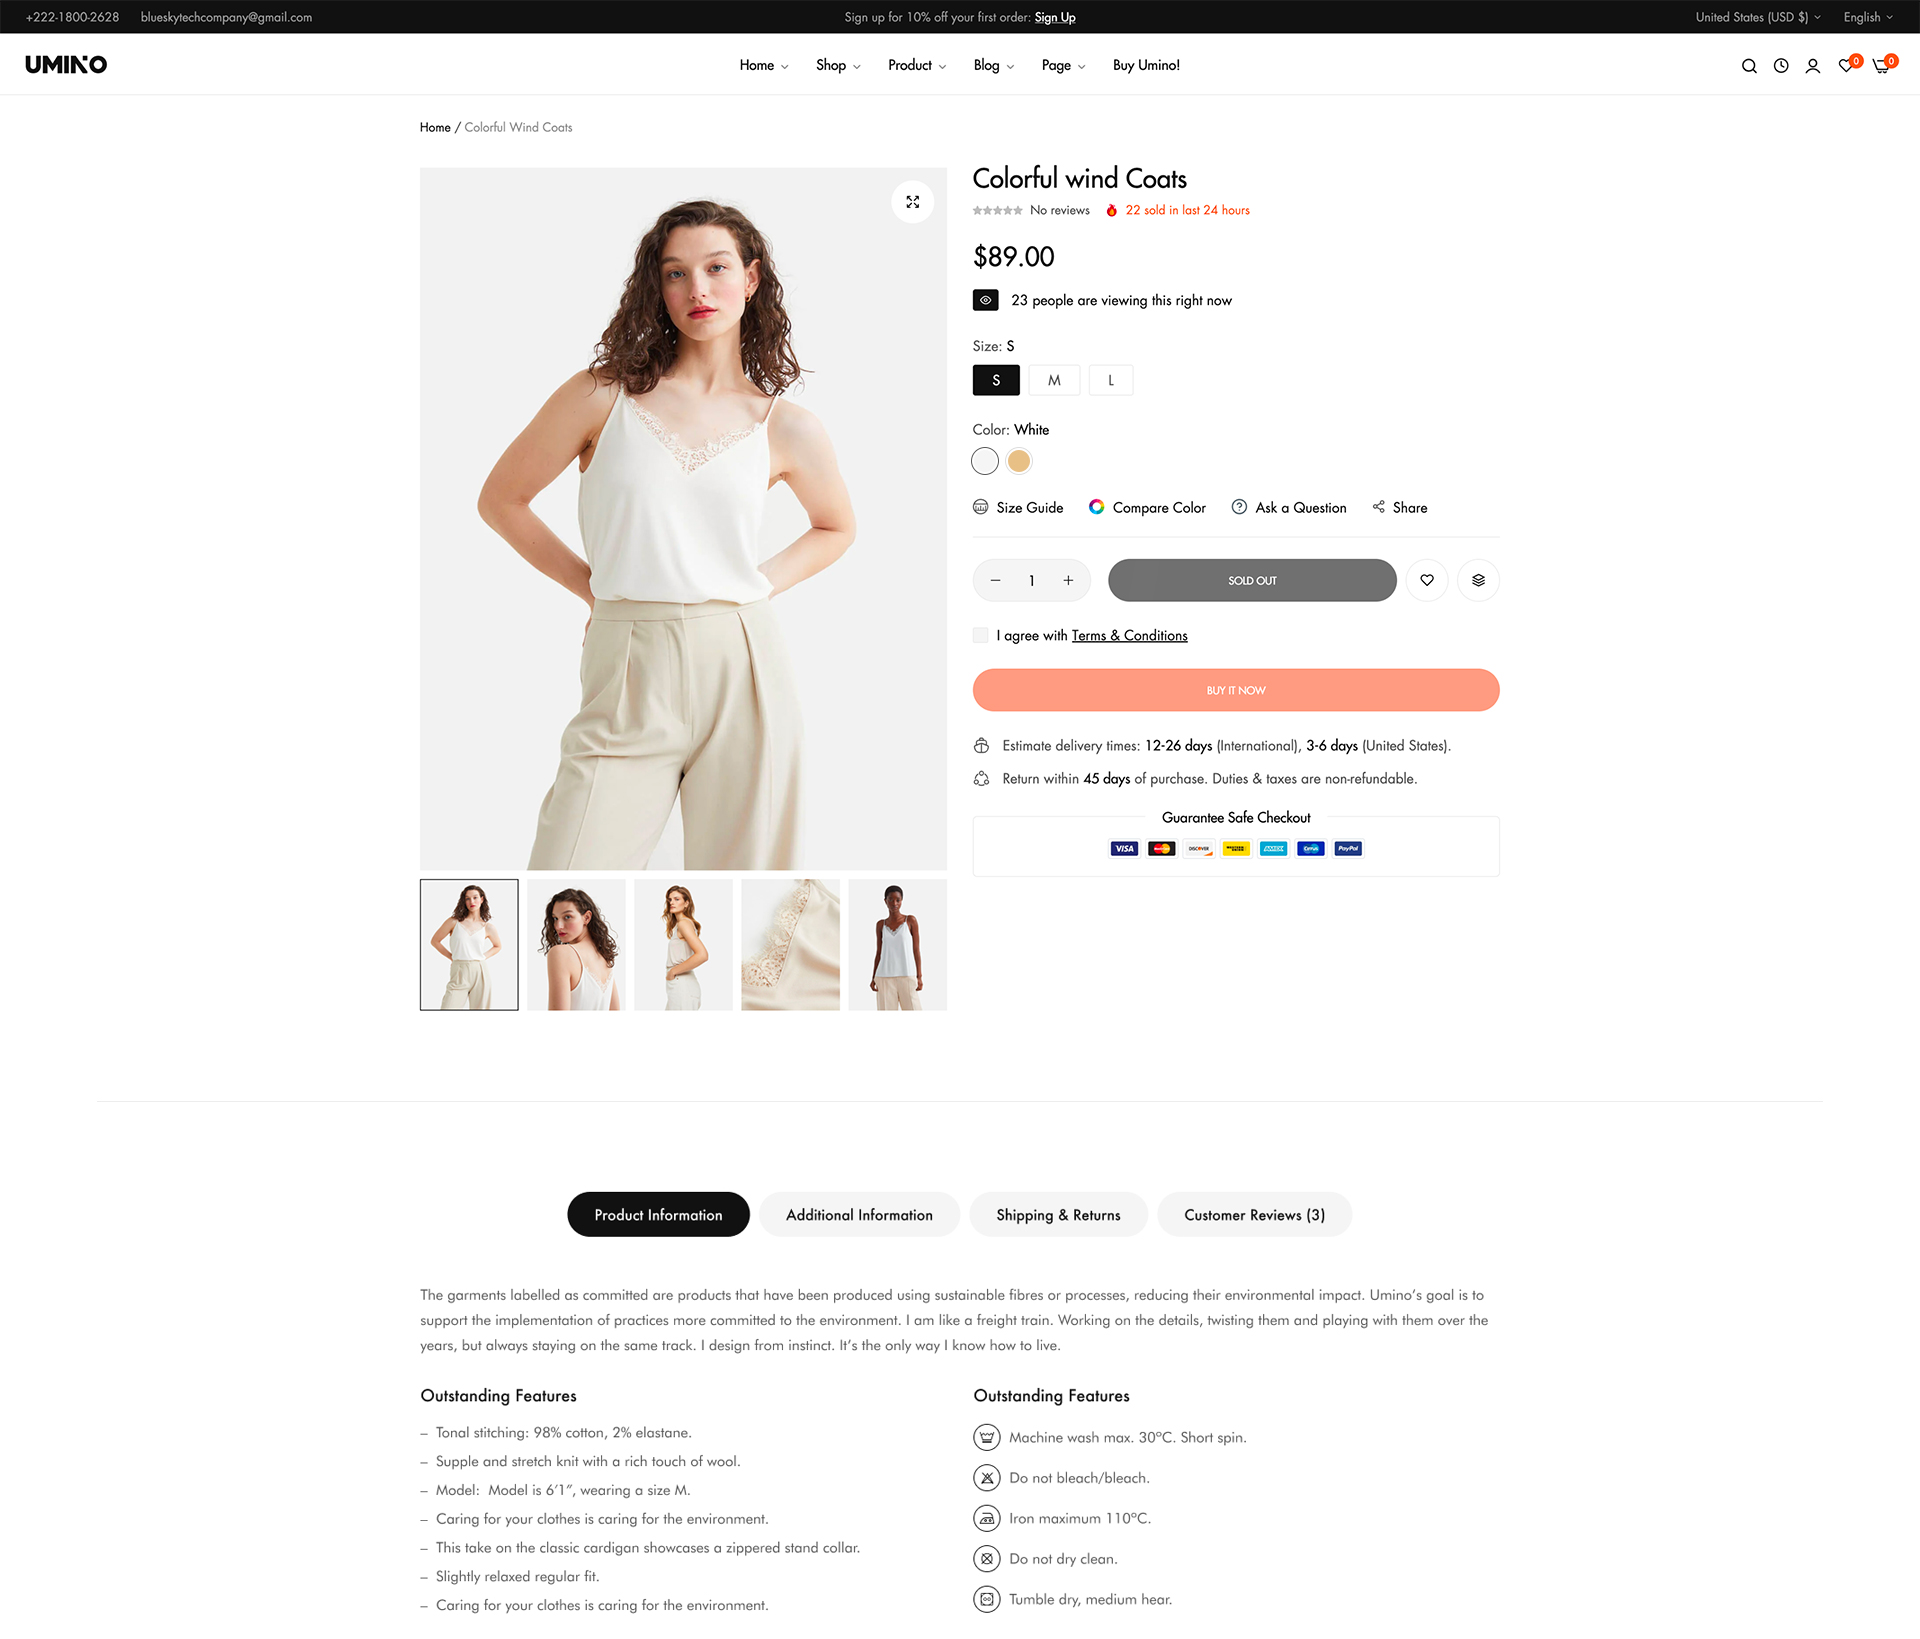 +222-1800-2628 blueskytechcompany@gmail.com Sign up for 10% off your first order: Sign Up United States (USD $) English
UMINO Home Shop Product Blog Page Buy Umino! 0 0
Home / Colorful Wind Coats
Colorful wind Coats
No reviews 22 sold in last 24 hours
$89.00
23 people are viewing this right now
Size: S
S M L
Color: White
Size Guide Compare Color Ask a Question Share
− 1 + SOLD OUT
I agree with Terms & Conditions
BUY IT NOW
Estimate delivery times: 12-26 days (International), 3-6 days (United States).
Return within 45 days of purchase. Duties & taxes are non-refundable.
Guarantee Safe Checkout
VISA DISCOVER PayPal
Product Information Additional Information Shipping & Returns Customer Reviews (3)
The garments labelled as committed are products that have been produced using sustainable fibres or processes, reducing their environmental impact. Umino’s goal is to
support the implementation of practices more committed to the environment. I am like a freight train. Working on the details, twisting them and playing with them over the
years, but always staying on the same track. I design from instinct. It’s the only way I know how to live.
Outstanding Features
– Tonal stitching: 98% cotton, 2% elastane.
– Supple and stretch knit with a rich touch of wool.
– Model: Model is 6′1″, wearing a size M.
– Caring for your clothes is caring for the environment.
– This take on the classic cardigan showcases a zippered stand collar.
– Slightly relaxed regular fit.
– Caring for your clothes is caring for the environment.
Outstanding Features
Machine wash max. 30ºC. Short spin.
Do not bleach/bleach.
Iron maximum 110ºC.
Do not dry clean.
Tumble dry, medium hear.